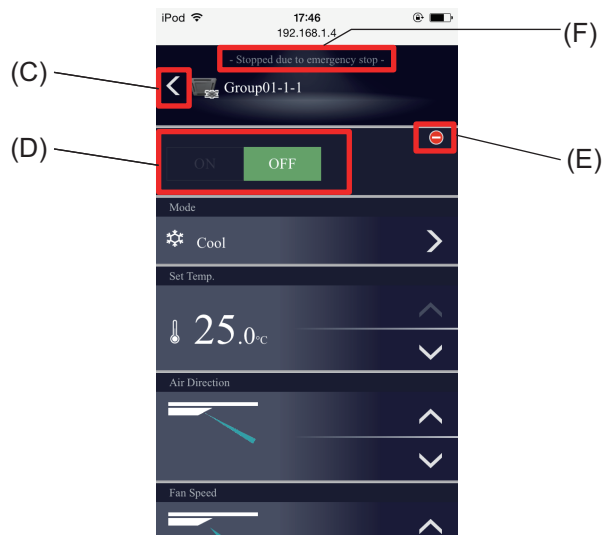 iPod 17:46
192.168.1.4
(F)
- Stopped due to emergency stop -
(C)
Group01-1-1
(D)
ON OFF
(E)
Mode
Cool
Set Temp.
25.0°C
Air Direction
Fan Speed